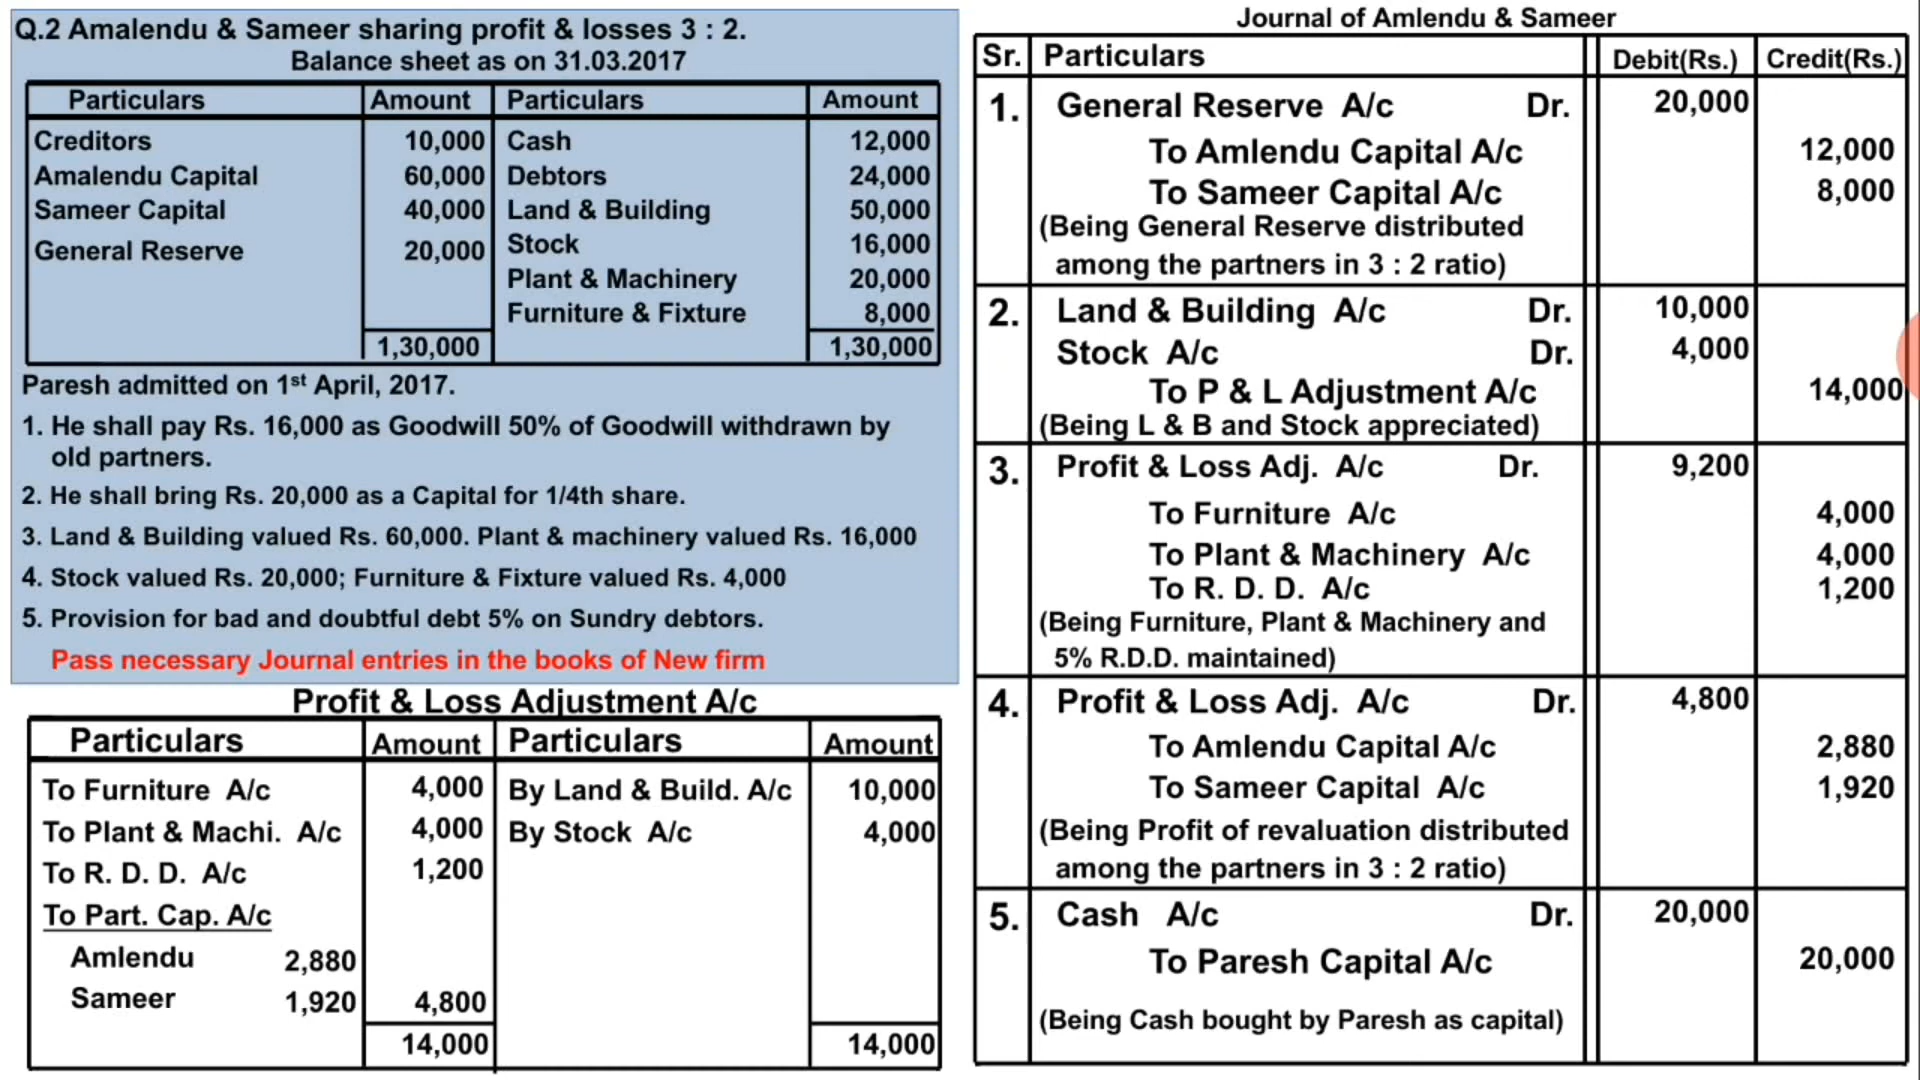 Q.2 Amalendu & Sameer sharing profit & losses 3 : 2.
Balance sheet as on 31.03.2017
Particulars Amount Particulars Amount
Creditors 10,000 Cash 12,000
Amalendu Capital 60,000 Debtors 24,000
Sameer Capital 40,000 Land & Building 50,000
General Reserve 20,000 Stock 16,000
Plant & Machinery 20,000
Furniture & Fixture 8,000
1,30,000 1,30,000
Paresh admitted on 1st April, 2017.
1. He shall pay Rs. 16,000 as Goodwill 50% of Goodwill withdrawn by
old partners.
2. He shall bring Rs. 20,000 as a Capital for 1/4th share.
3. Land & Building valued Rs. 60,000. Plant & machinery valued Rs. 16,000
4. Stock valued Rs. 20,000; Furniture & Fixture valued Rs. 4,000
5. Provision for bad and doubtful debt 5% on Sundry debtors.
Pass necessary Journal entries in the books of New firm
Profit & Loss Adjustment A/c
Particulars Amount Particulars Amount
To Furniture A/c 4,000 By Land & Build. A/c 10,000
To Plant & Machi. A/c 4,000 By Stock A/c 4,000
To R. D. D. A/c 1,200
To Part. Cap. A/c
Amlendu 2,880
Sameer 1,920 4,800
14,000 14,000
Journal of Amlendu & Sameer
Sr. Particulars Debit(Rs.) Credit(Rs.)
1. General Reserve A/c Dr. 20,000
To Amlendu Capital A/c 12,000
To Sameer Capital A/c 8,000
(Being General Reserve distributed
among the partners in 3 : 2 ratio)
2. Land & Building A/c Dr. 10,000
Stock A/c Dr. 4,000
To P & L Adjustment A/c 14,000
(Being L & B and Stock appreciated)
3. Profit & Loss Adj. A/c Dr. 9,200
To Furniture A/c 4,000
To Plant & Machinery A/c 4,000
To R. D. D. A/c 1,200
(Being Furniture, Plant & Machinery and
5% R.D.D. maintained)
4. Profit & Loss Adj. A/c Dr. 4,800
To Amlendu Capital A/c 2,880
To Sameer Capital A/c 1,920
(Being Profit of revaluation distributed
among the partners in 3 : 2 ratio)
5. Cash A/c Dr. 20,000
To Paresh Capital A/c 20,000
(Being Cash bought by Paresh as capital)